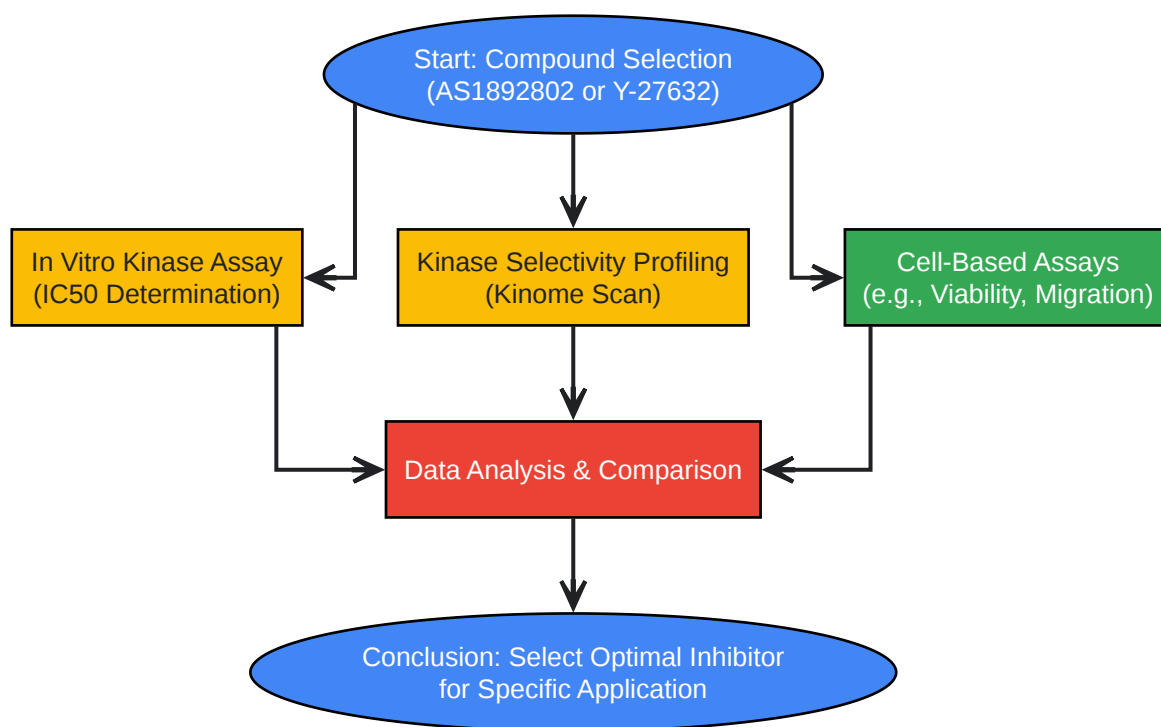 Start: Compound Selection
(AS1892802 or Y-27632)
In Vitro Kinase Assay
(IC50 Determination)
Kinase Selectivity Profiling
(Kinome Scan)
Cell-Based Assays
(e.g., Viability, Migration)
Data Analysis & Comparison
Conclusion: Select Optimal Inhibitor
for Specific Application